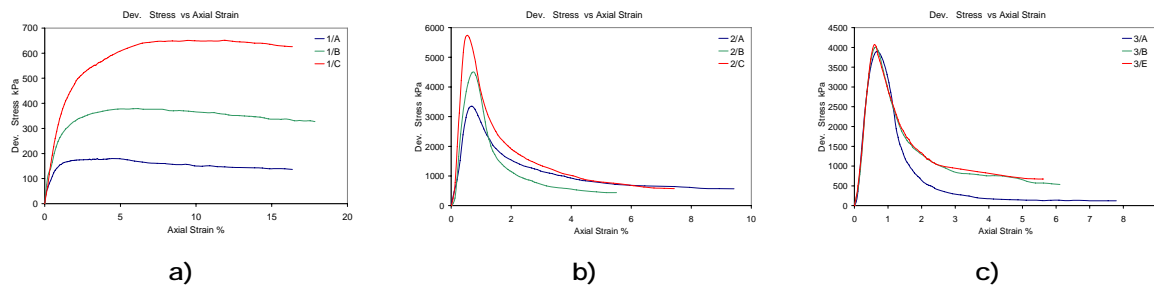 Dev. Stress vs Axial Strain
700
600
500
400
300
200
100
0
Dev. Stress kPa
0 5 10 15 20
Axial Strain %
1/A
1/B
1/C
a)
Dev. Stress vs Axial Strain
6000
5000
4000
3000
2000
1000
0
Dev. Stress kPa
0 2 4 6 8 10
Axial Strain %
2/A
2/B
2/C
b)
Dev. Stress vs Axial Strain
4500
4000
3500
3000
2500
2000
1500
1000
500
0
Dev. Stress kPa
0 1 2 3 4 5 6 7 8
Axial Strain %
3/A
3/B
3/E
c)